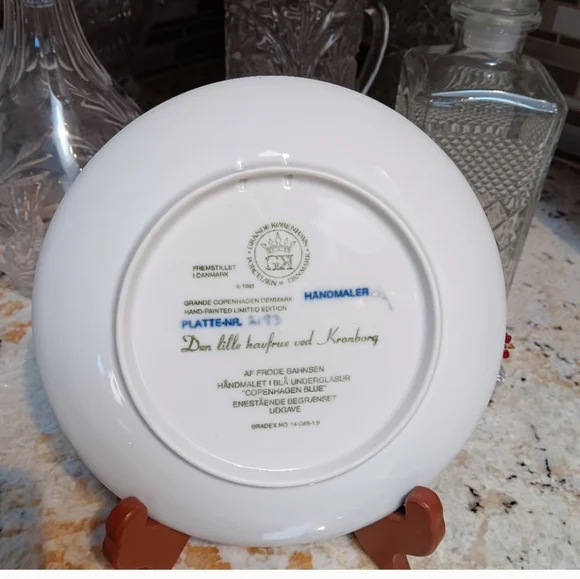 GRANDE KØBENHAVN
PORCELÆN • DENMARK
GK
FREMSTILLET
I DANMARK
GRANDE COPENHAGEN DENMARK
HAND-PAINTED LIMITED EDITION
HÅNDMALER
PLATTE-NR.
Den lille havfrue ved Kronborg
AF FRODE BAHNSEN
HÅNDMALET I BLÅ UNDERGLASUR
"COPENHAGEN BLUE"
ENESTÅENDE BEGRÆNSET
UDGAVE